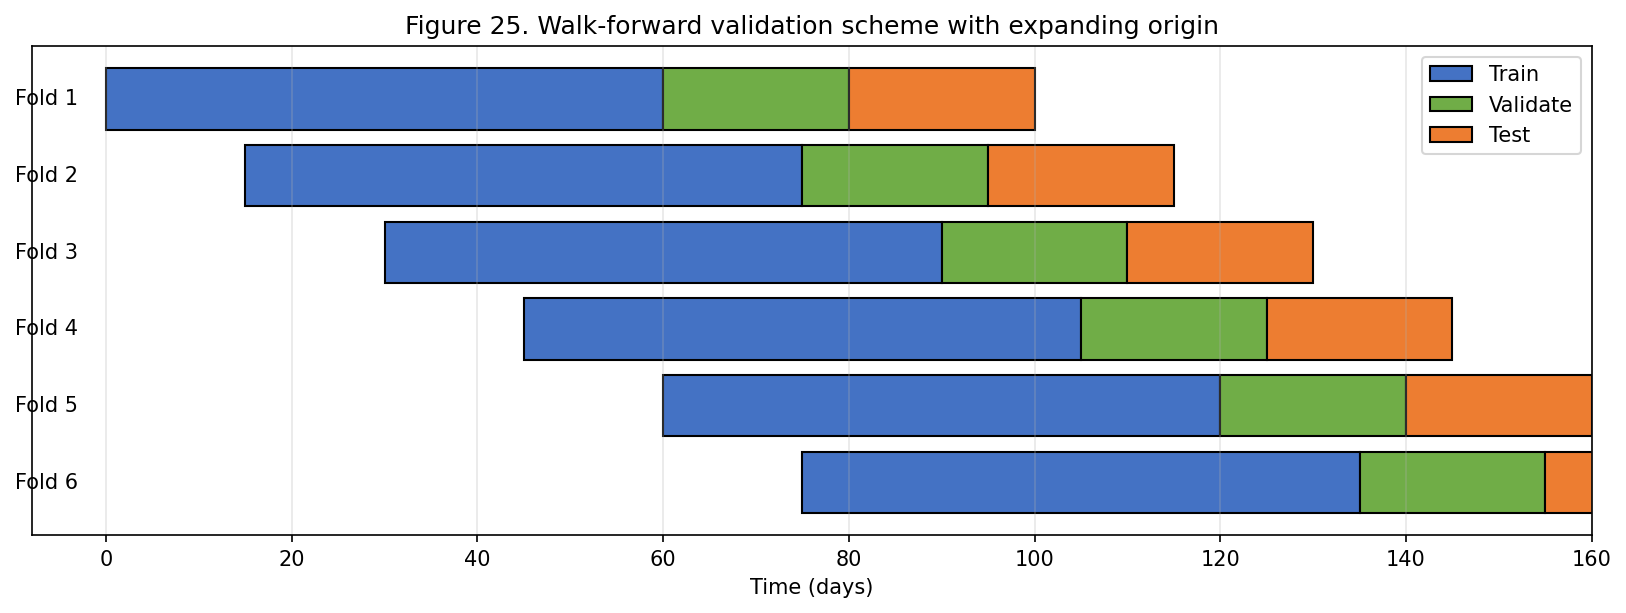 Figure 25. Walk-forward validation scheme with expanding origin
Train
Validate
Test
Fold 1
Fold 2
Fold 3
Fold 4
Fold 5
Fold 6
0 20 40 60 80 100 120 140 160
Time (days)